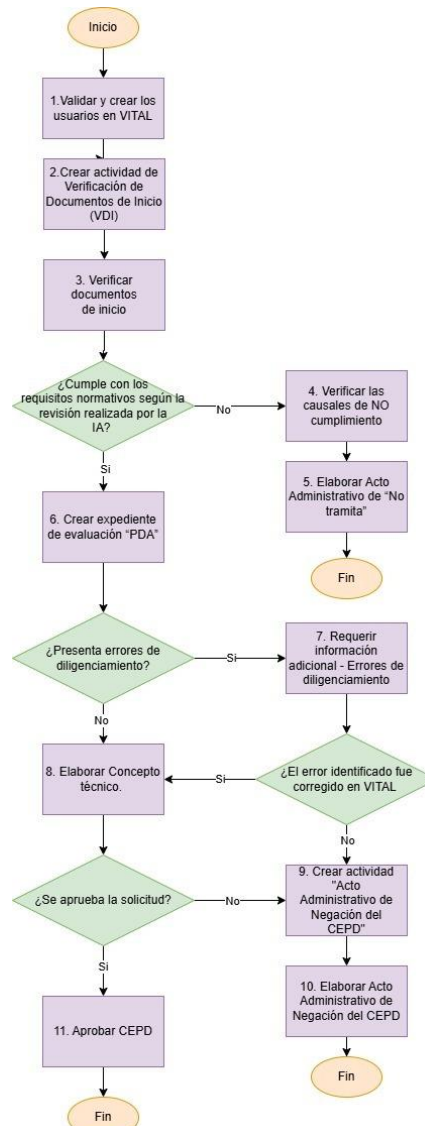 Inicio
1.Validar y crear los
usuarios en VITAL
2.Crear actividad de
Verificación de
Documentos de Inicio
(VDI)
3. Verificar
documentos
de inicio
¿Cumple con los
requisitos normativos según la
revisión realizada por la
IA?
No
4. Verificar las
causales de NO
cumplimiento
5. Elaborar Acto
Administrativo de "No
tramita"
Fin
Si
6. Crear expediente
de evaluación "PDA"
¿Presenta errores de
diligenciamiento?
Si
7. Requerir
información
adicional - Errores de
diligenciamiento
No
8. Elaborar Concepto
técnico.
Si
¿El error identificado fue
corregido en VITAL
No
¿Se aprueba la solicitud?
No
9. Crear actividad
"Acto
Administrativo de
Negación del
CEPD"
10. Elaborar Acto
Administrativo de
Negación del CEPD
Fin
Si
11. Aprobar CEPD
Fin